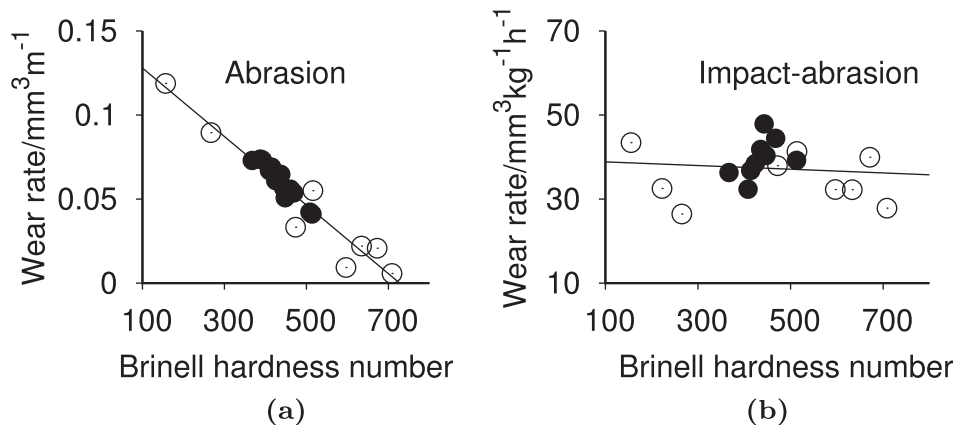 0.15
0.1
0.05
0
Wear rate/mm³m⁻¹
Abrasion
100 300 500 700
Brinell hardness number
(a)
70
50
30
10
Wear rate/mm³kg⁻¹h⁻¹
Impact-abrasion
100 300 500 700
Brinell hardness number
(b)